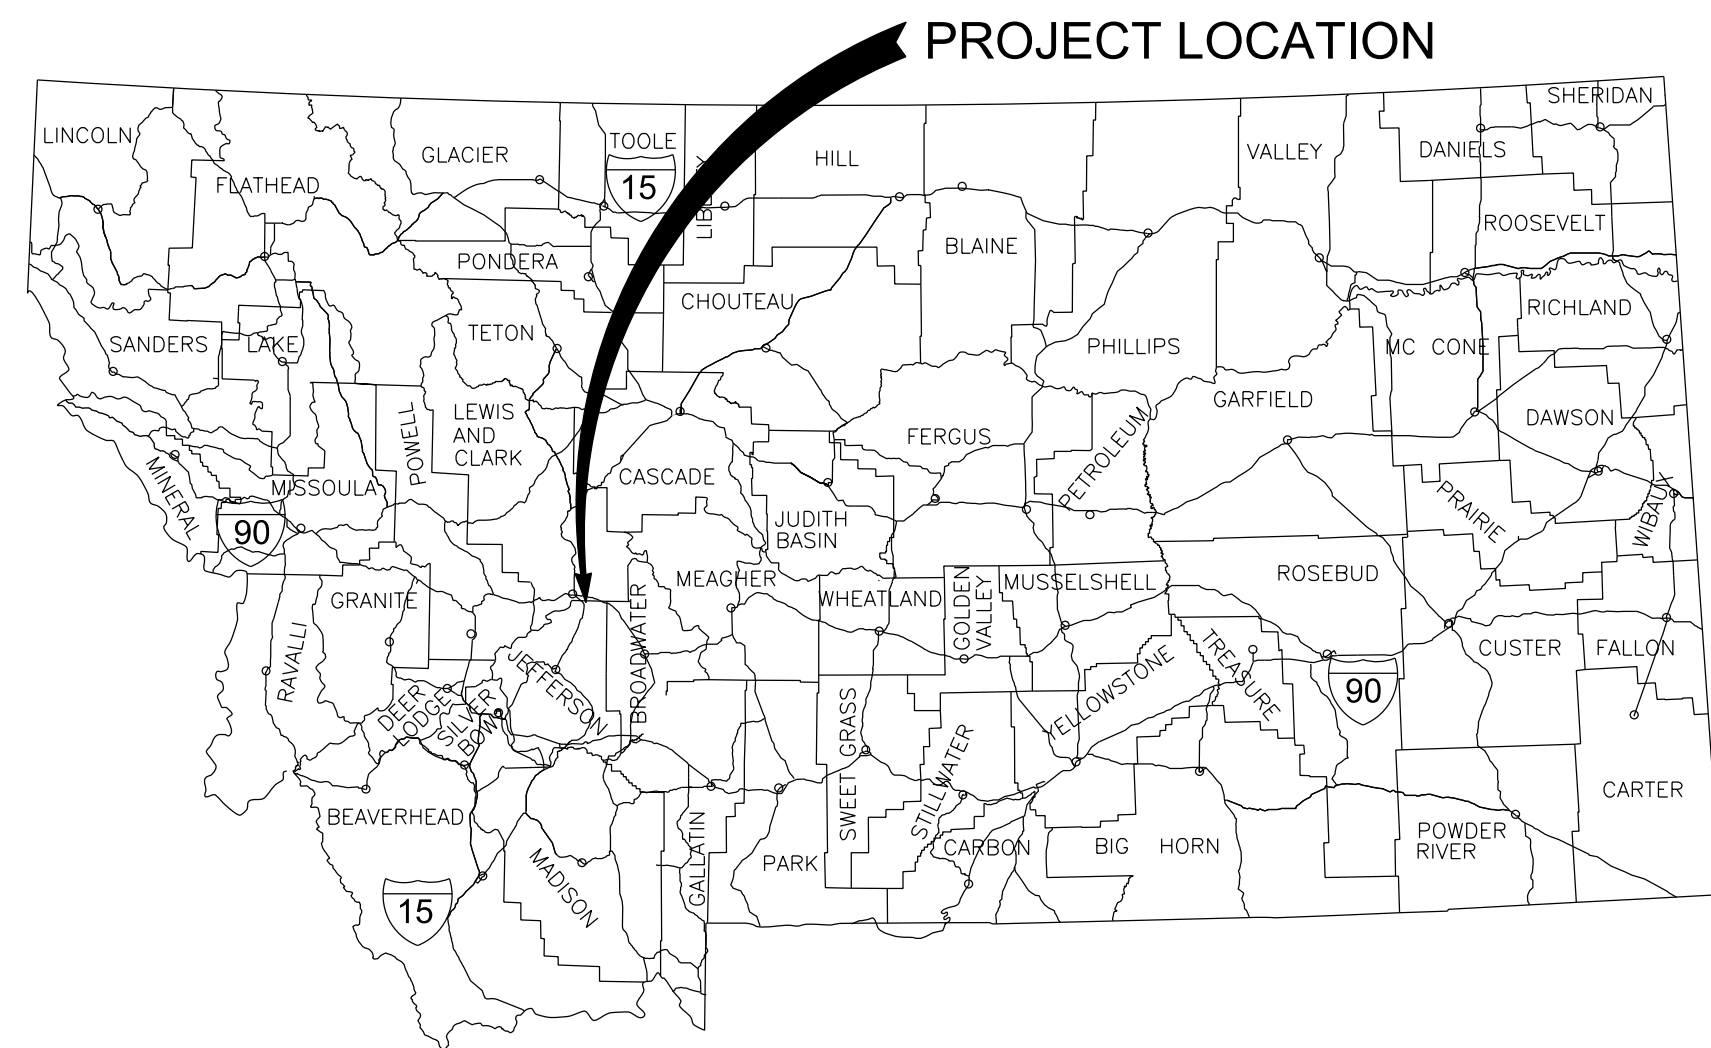 PROJECT LOCATION
SHERIDAN
LINCOLN
GLACIER
TOOLE
15
LIBERTY
HILL
VALLEY
DANIELS
FLATHEAD
ROOSEVELT
PONDERA
BLAINE
CHOUTEAU
RICHLAND
SANDERS
LAKE
TETON
PHILLIPS
MC CONE
GARFIELD
DAWSON
POWELL
LEWIS
AND
CLARK
FERGUS
PETROLEUM
CASCADE
MINERAL
MISSOULA
90
JUDITH
BASIN
PRAIRIE
WIBAUX
MEAGHER
ROSEBUD
GRANITE
BROADWATER
WHEATLAND
GOLDEN
VALLEY
MUSSELSHELL
RAVALLI
JEFFERSON
TREASURE
CUSTER
FALLON
DEER
LODGE
SILVER
BOW
SWEET GRASS
STILLWATER
YELLOWSTONE
90
BEAVERHEAD
CARTER
MADISON
GALLATIN
PARK
CARBON
BIG HORN
POWDER
RIVER
15